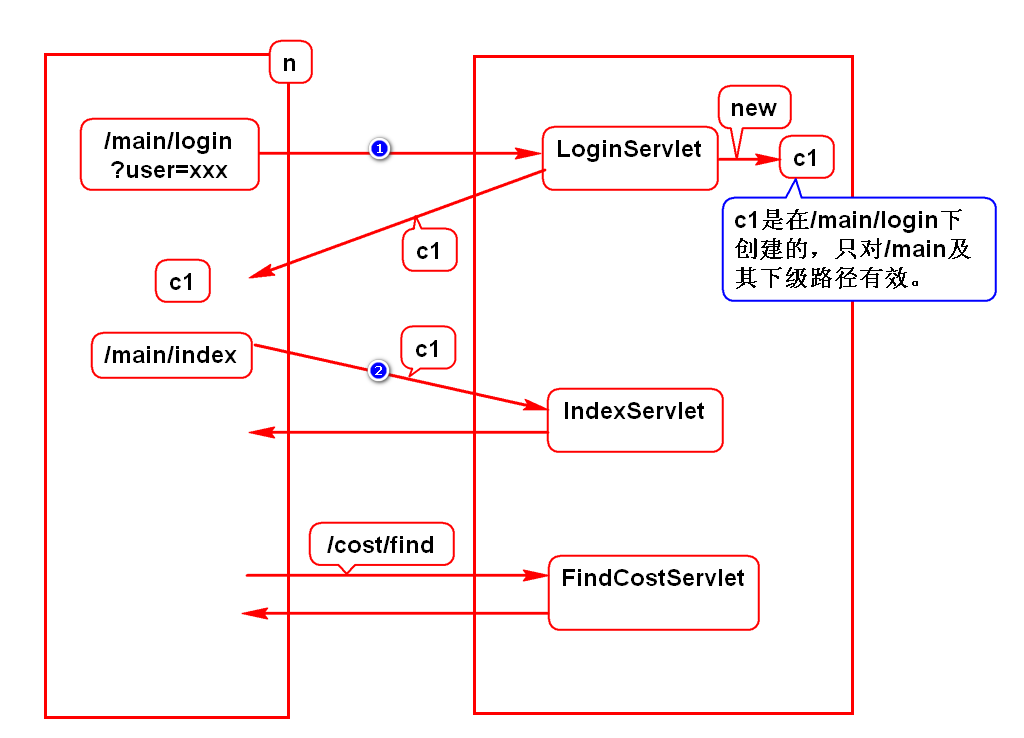 n
/main/login
?user=xxx
1
LoginServlet
new
c1
c1是在/main/login下
创建的，只对/main及
其下级路径有效。
c1
c1
/main/index
2
c1
IndexServlet
/cost/find
FindCostServlet